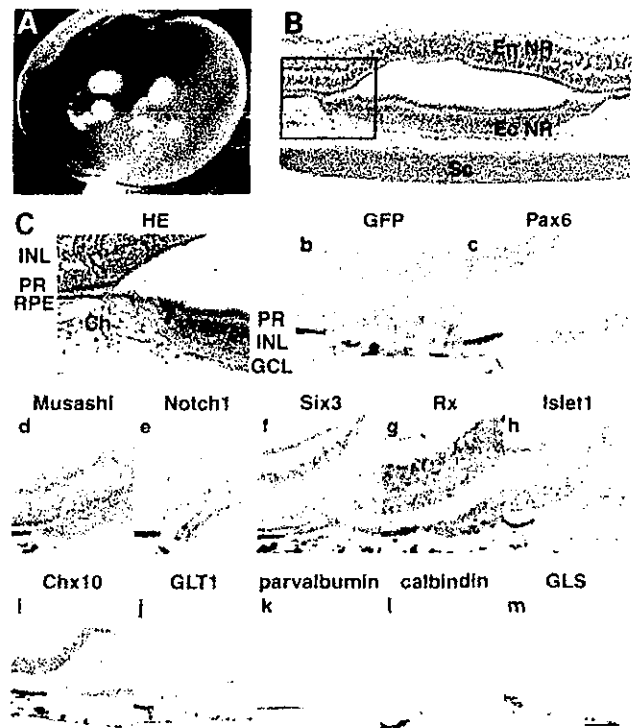 A
B
En NR
Ec NR
Sc
C
HE
GFP
Pax6
INL
PR
RPE
Ch
b
c
PR
INL
GCL
Musashi
Notch1
Six3
Rx
Islet1
d
e
f
g
h
Chx10
GLT1
parvalbumin
calbindin
GLS
i
j
k
l
m